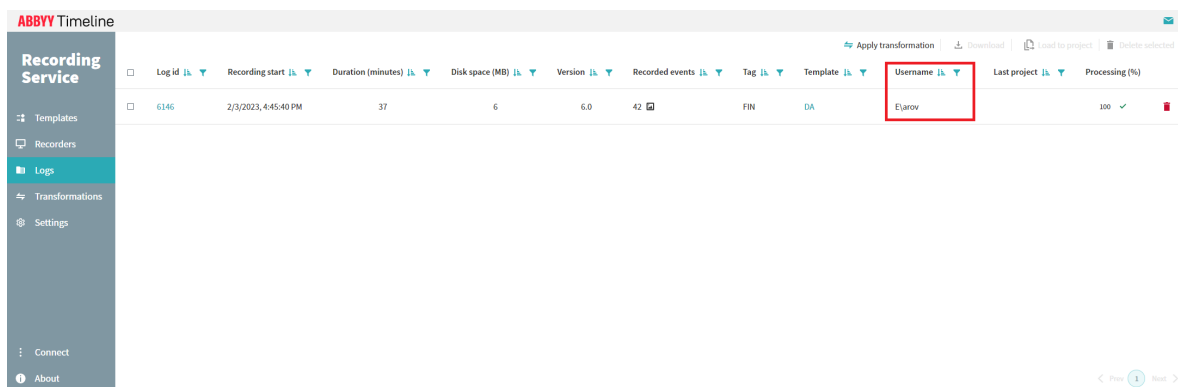 ABBYY Timeline
Recording Service
Templates
Recorders
Logs
Transformations
Settings
Connect
About
Apply transformation Download Load to project Delete selected
Log id Recording start Duration (minutes) Disk space (MB) Version Recorded events Tag Template Username Last project Processing (%)
6146 2/3/2023, 4:45:40 PM 37 6 6.0 42 FIN DA E\arov 100
< Prev 1 Next >